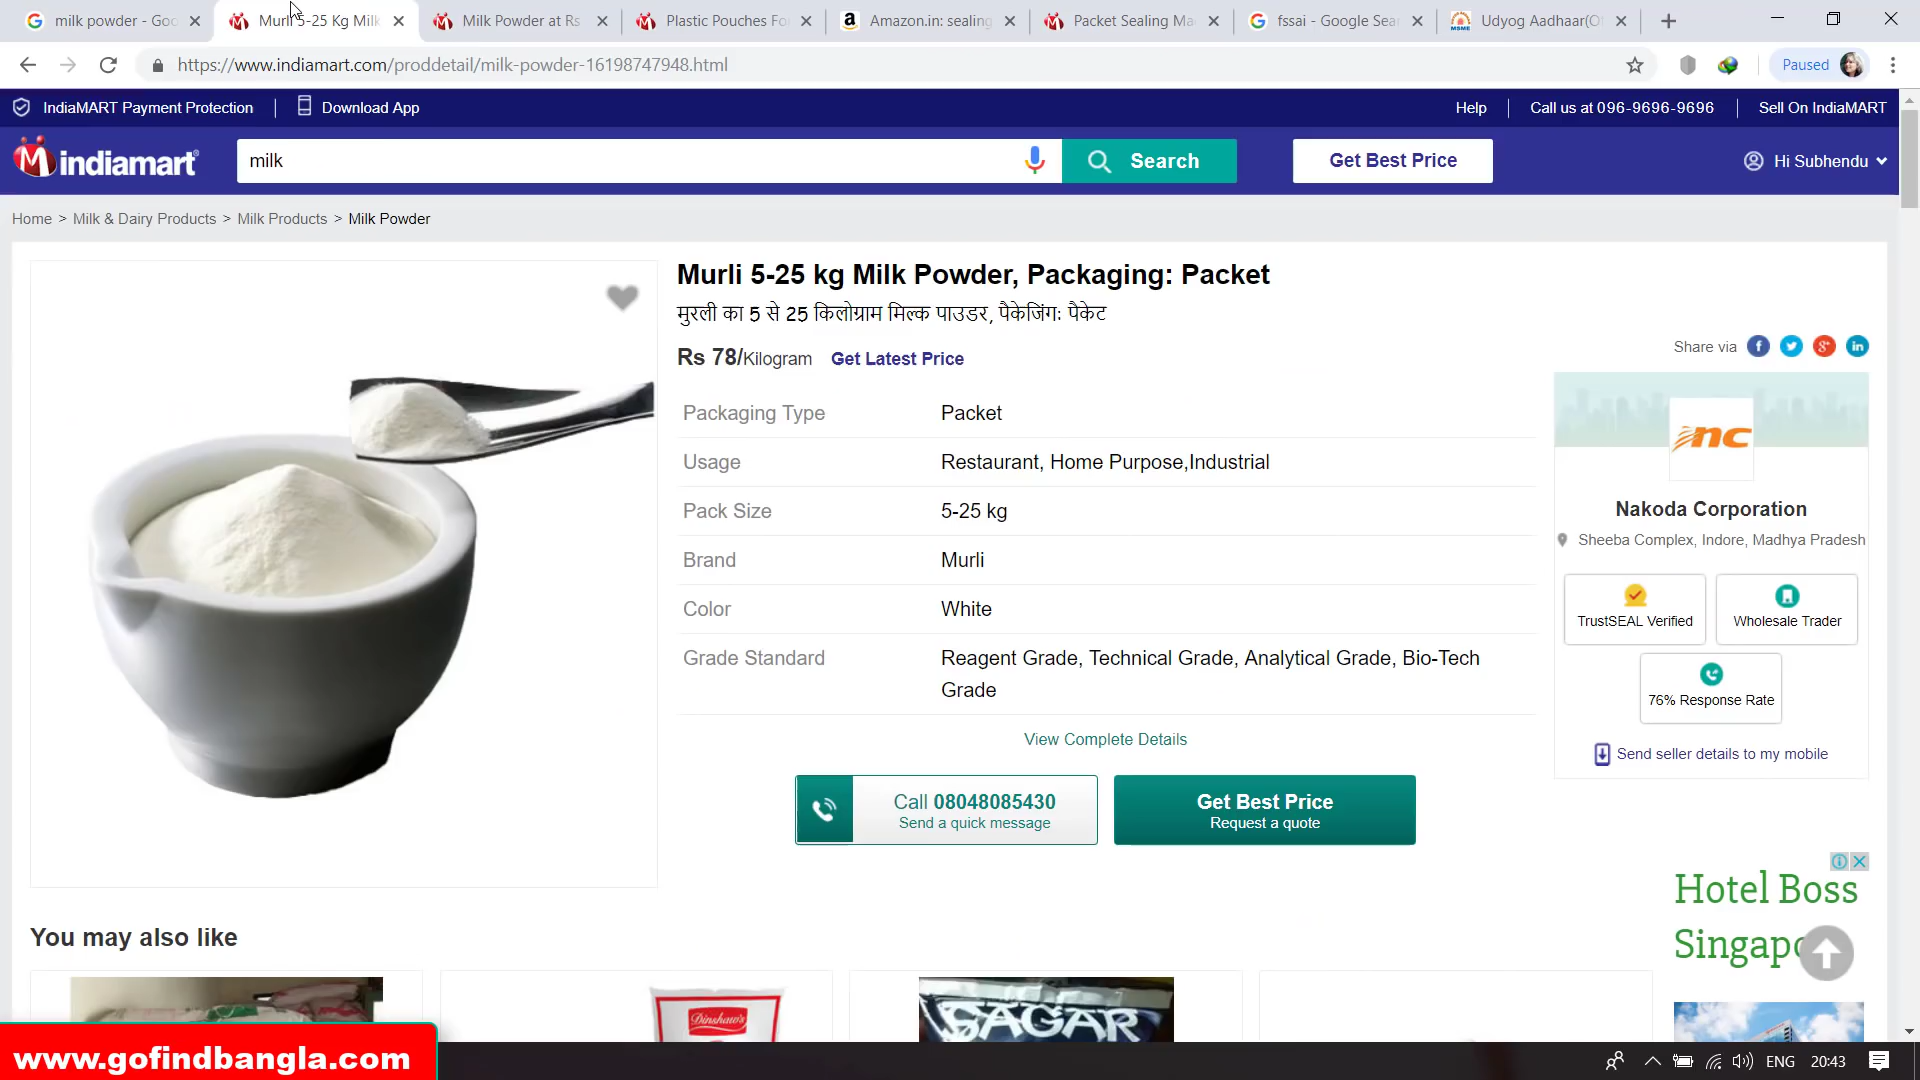 milk powder - Goo
Murli 5-25 Kg Milk
Milk Powder at Rs
Plastic Pouches Fo
Amazon.in: sealing
Packet Sealing Ma
fssai - Google Sea
Udyog Aadhaar(O
https://www.indiamart.com/proddetail/milk-powder-16198747948.html
Paused
IndiaMART Payment Protection
Download App
Help
Call us at 096-9696-9696
Sell On IndiaMART
indiamart
milk
Search
Get Best Price
Hi Subhendu
Home > Milk & Dairy Products > Milk Products > Milk Powder
Murli 5-25 kg Milk Powder, Packaging: Packet
मुरली का 5 से 25 किलोग्राम मिल्क पाउडर, पैकेजिंग: पैकेट
Rs 78/Kilogram Get Latest Price
Share via
Packaging Type Packet
Usage Restaurant, Home Purpose,Industrial
Pack Size 5-25 kg
Brand Murli
Color White
Grade Standard Reagent Grade, Technical Grade, Analytical Grade, Bio-Tech
Grade
View Complete Details
Call 08048085430
Send a quick message
Get Best Price
Request a quote
nc
Nakoda Corporation
Sheeba Complex, Indore, Madhya Pradesh
TrustSEAL Verified
Wholesale Trader
76% Response Rate
Send seller details to my mobile
Hotel Boss
Singapo
You may also like
Dinshaw's
SAGAR
www.gofindbangla.com
ENG
20:43